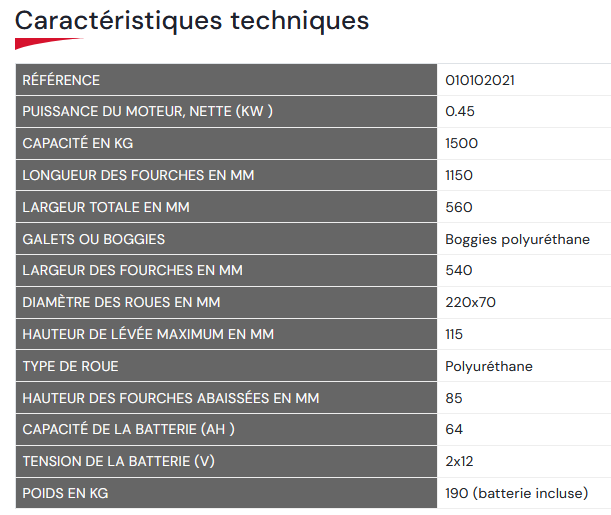 Caractéristiques techniques
RÉFÉRENCE 010102021
PUISSANCE DU MOTEUR, NETTE (KW ) 0.45
CAPACITÉ EN KG 1500
LONGUEUR DES FOURCHES EN MM 1150
LARGEUR TOTALE EN MM 560
GALETS OU BOGGIES Boggies polyuréthane
LARGEUR DES FOURCHES EN MM 540
DIAMÈTRE DES ROUES EN MM 220x70
HAUTEUR DE LÉVÉE MAXIMUM EN MM 115
TYPE DE ROUE Polyuréthane
HAUTEUR DES FOURCHES ABAISSÉES EN MM 85
CAPACITÉ DE LA BATTERIE (AH ) 64
TENSION DE LA BATTERIE (V) 2x12
POIDS EN KG 190 (batterie incluse)